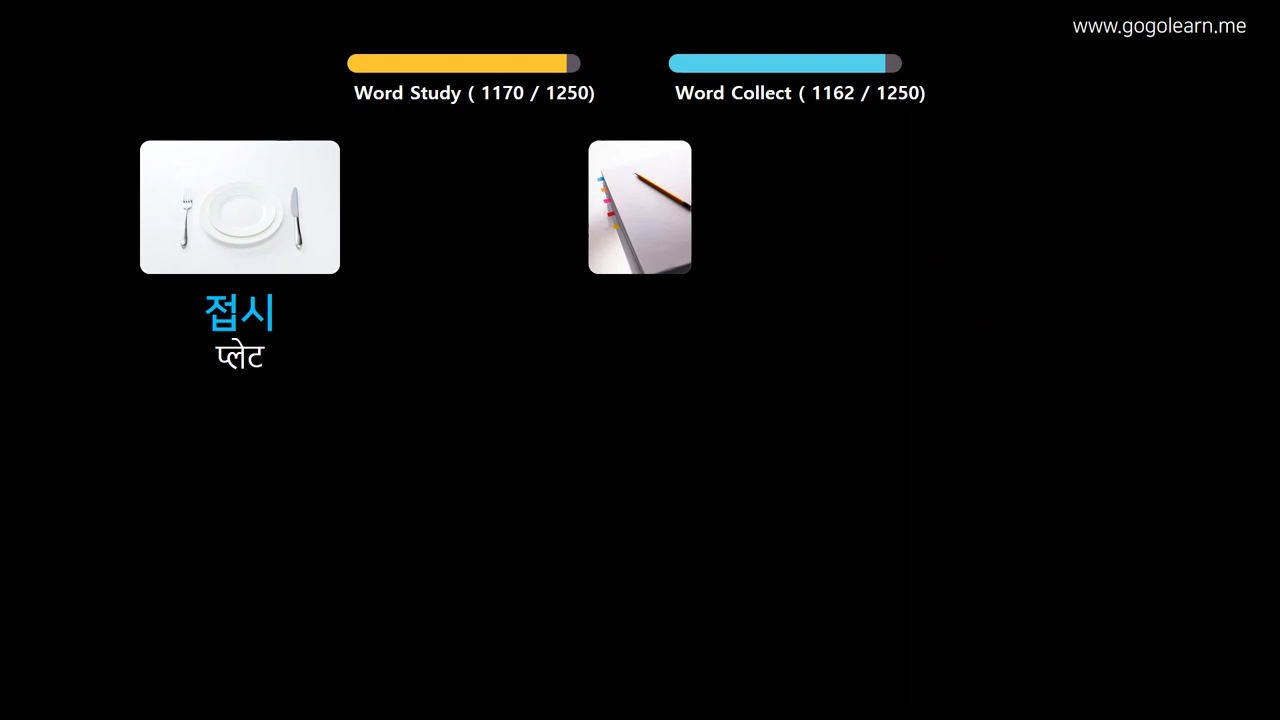 www.gogolearn.me
Word Study ( 1170 / 1250)
Word Collect ( 1162 / 1250)
접시
प्लेट